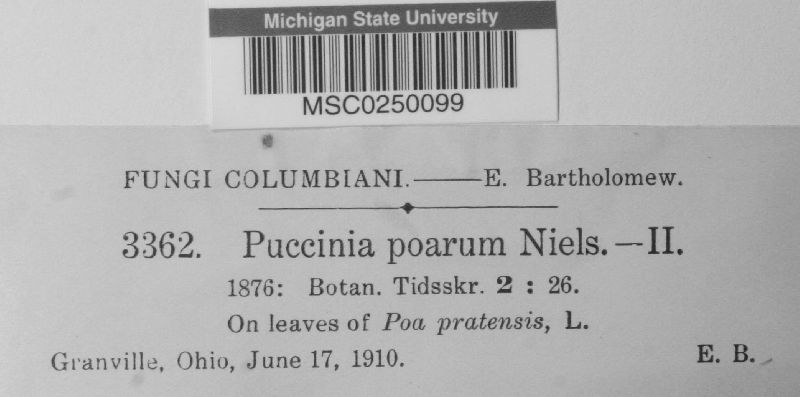 Michigan State University
MSC0250099
FUNGI COLUMBIANI.——E. Bartholomew.
3362. Puccinia poarum Niels.—II.
1876: Botan. Tidsskr. 2 : 26.
On leaves of Poa pratensis, L.
Granville, Ohio, June 17, 1910. E. B.